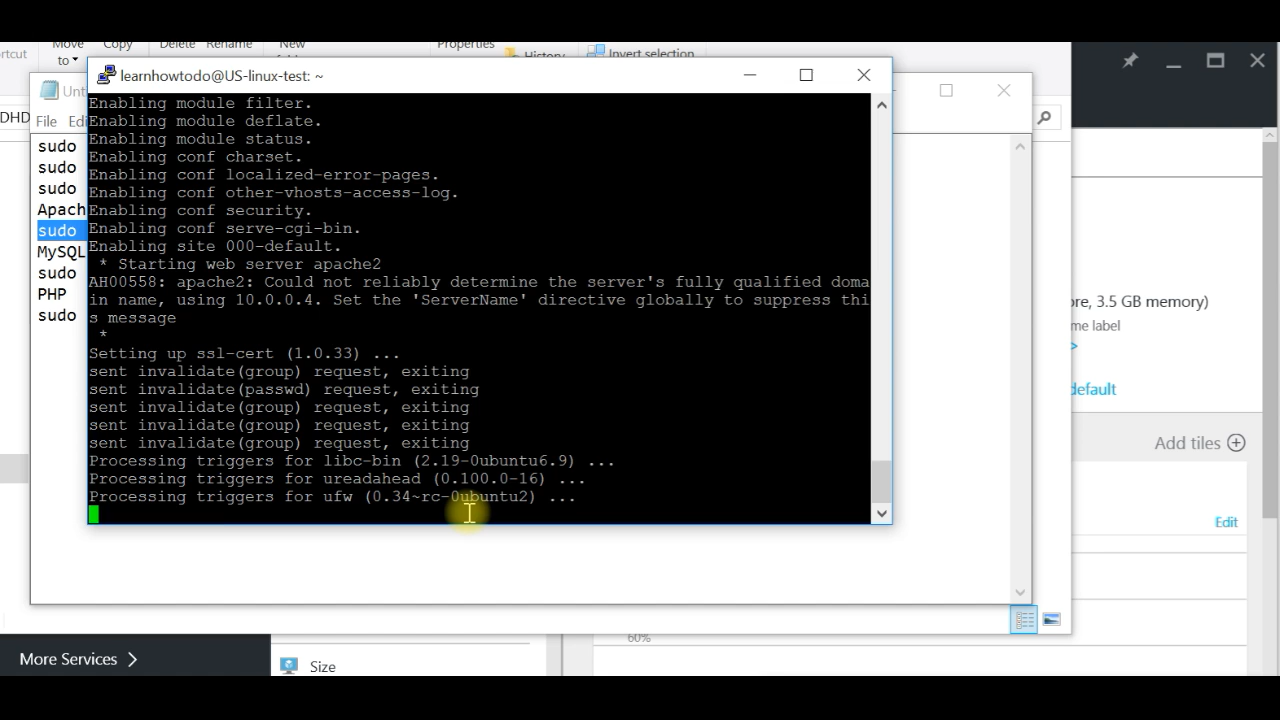 Move
Copy
Delete
Rename
New
Properties
History
Invert selection
to
learnhowtodo@US-linux-test: ~
File
DHD
Enabling module filter.
Enabling module deflate.
Enabling module status.
Enabling conf charset.
Enabling conf localized-error-pages.
Enabling conf other-vhosts-access-log.
Enabling conf security.
Enabling conf serve-cgi-bin.
Enabling site 000-default.
* Starting web server apache2
AH00558: apache2: Could not reliably determine the server's fully qualified doma
in name, using 10.0.0.4. Set the 'ServerName' directive globally to suppress thi
s message
*
Setting up ssl-cert (1.0.33) ...
sent invalidate(group) request, exiting
sent invalidate(passwd) request, exiting
sent invalidate(group) request, exiting
sent invalidate(group) request, exiting
sent invalidate(group) request, exiting
Processing triggers for libc-bin (2.19-0ubuntu6.9) ...
Processing triggers for ureadahead (0.100.0-16) ...
Processing triggers for ufw (0.34~rc-0ubuntu2) ...
sudo
sudo
sudo
Apach
sudo
MySQL
sudo
PHP
sudo
ore, 3.5 GB memory)
me label
>
default
Add tiles
Edit
60%
More Services
Size